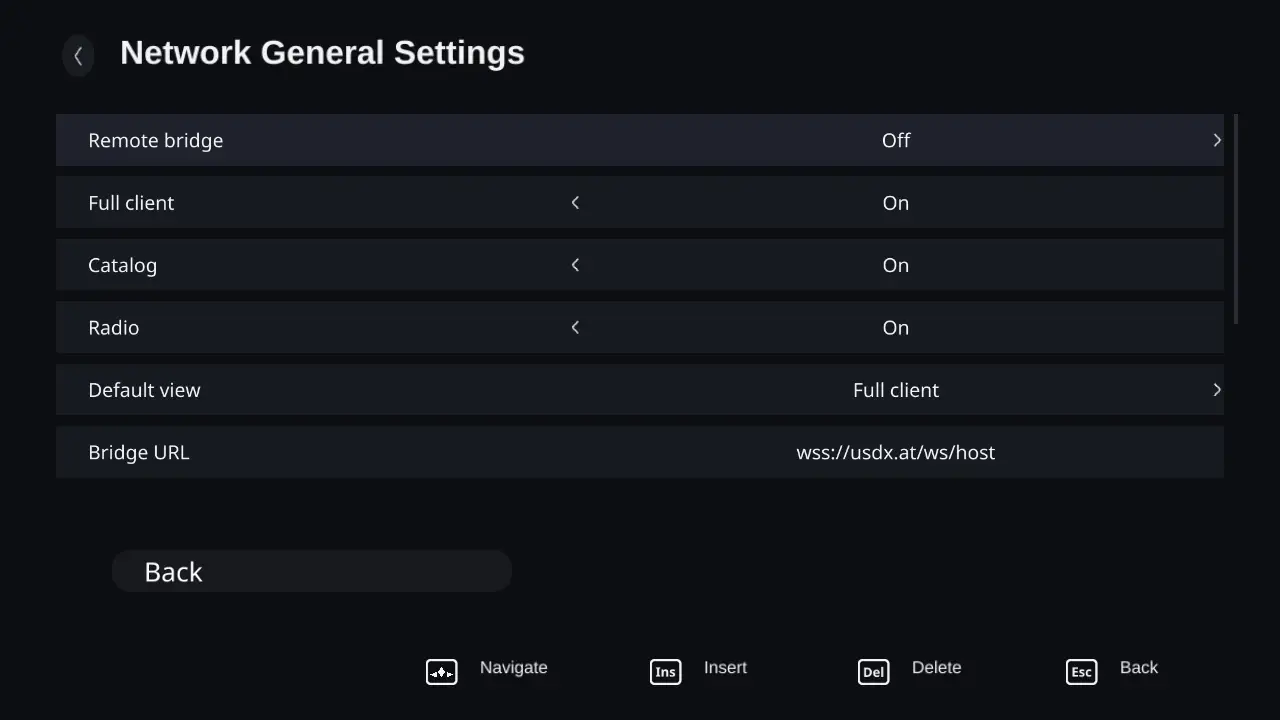 Network General Settings
Remote bridge Off
Full client On
Catalog On
Radio On
Default view Full client
Bridge URL wss://usdx.at/ws/host
Back
Navigate Ins Insert Del Delete Esc Back